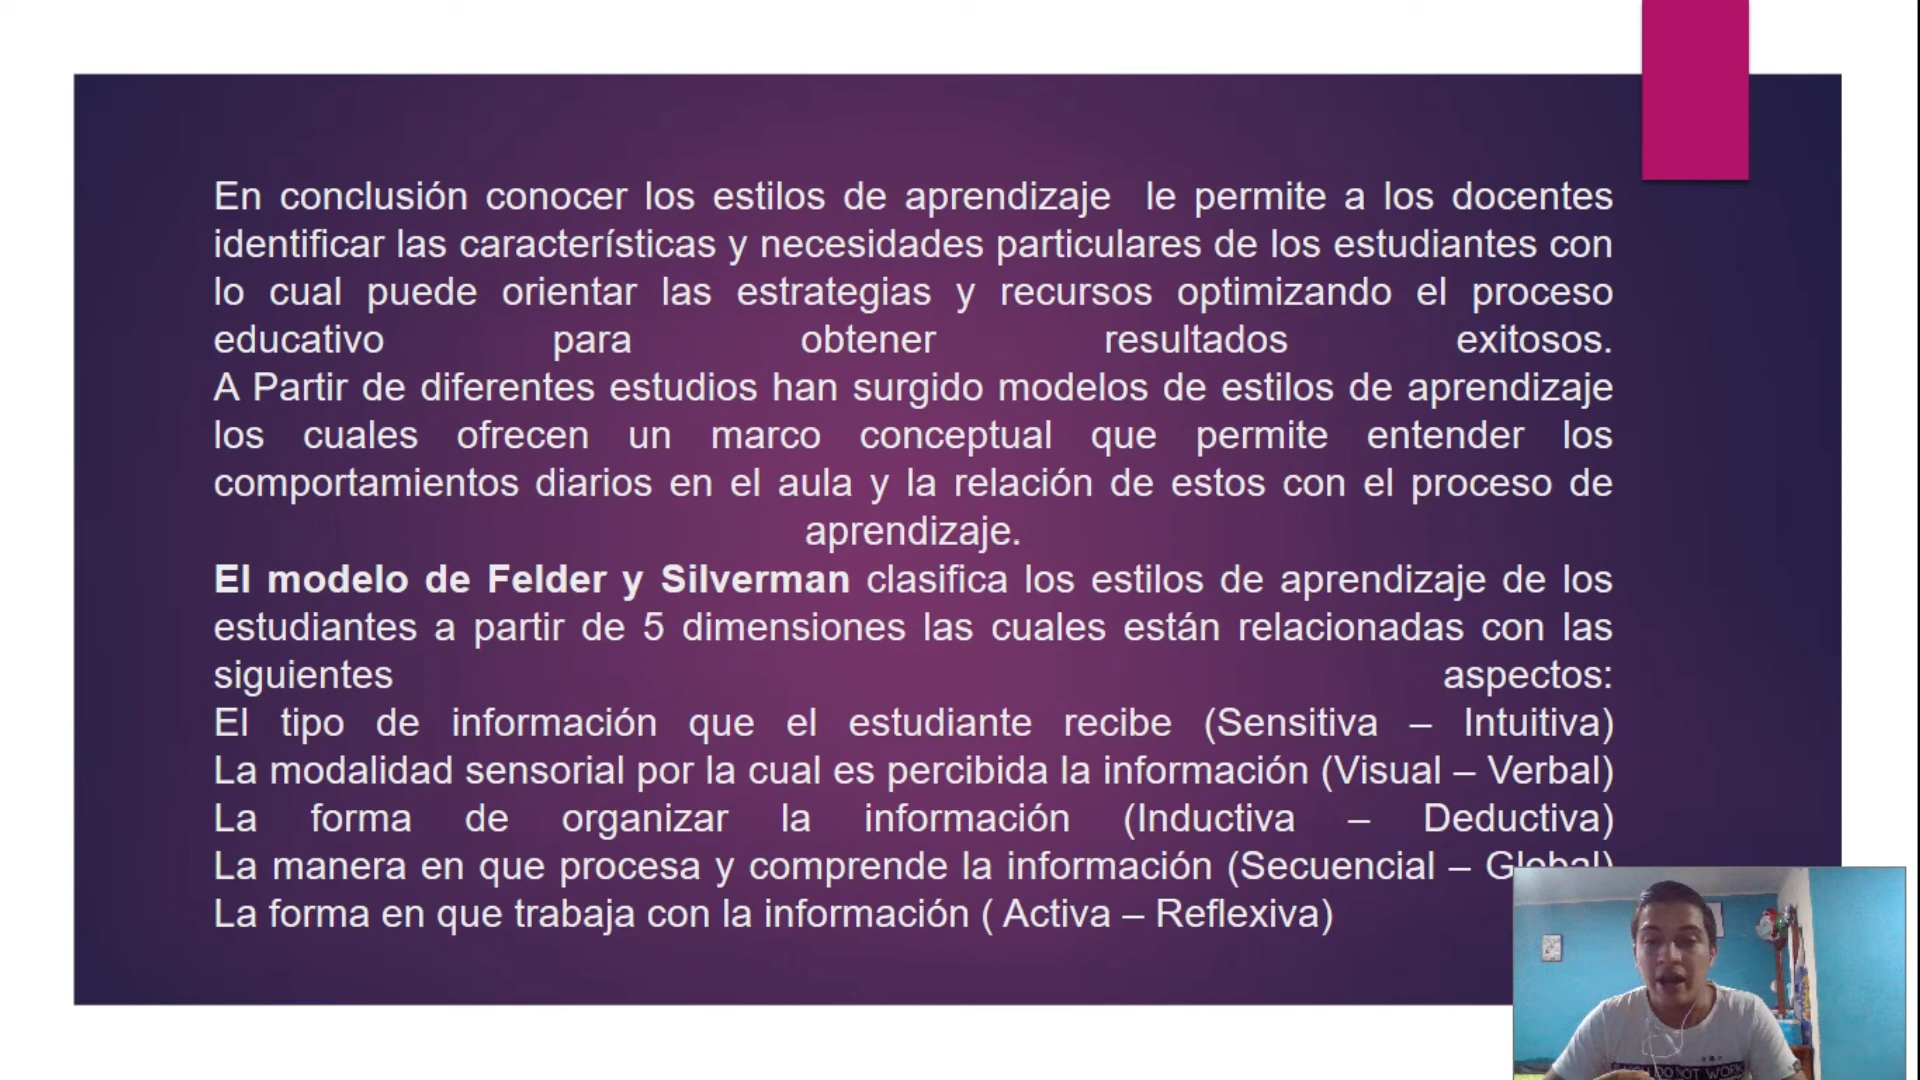 En conclusión conocer los estilos de aprendizaje le permite a los docentes
identificar las características y necesidades particulares de los estudiantes con
lo cual puede orientar las estrategias y recursos optimizando el proceso
educativo para obtener resultados exitosos.
A Partir de diferentes estudios han surgido modelos de estilos de aprendizaje
los cuales ofrecen un marco conceptual que permite entender los
comportamientos diarios en el aula y la relación de estos con el proceso de
aprendizaje.
El modelo de Felder y Silverman clasifica los estilos de aprendizaje de los
estudiantes a partir de 5 dimensiones las cuales están relacionadas con las
siguientes aspectos:
El tipo de información que el estudiante recibe (Sensitiva – Intuitiva)
La modalidad sensorial por la cual es percibida la información (Visual – Verbal)
La forma de organizar la información (Inductiva – Deductiva)
La manera en que procesa y comprende la información (Secuencial – Global)
La forma en que trabaja con la información ( Activa – Reflexiva)
DO NOT WORK